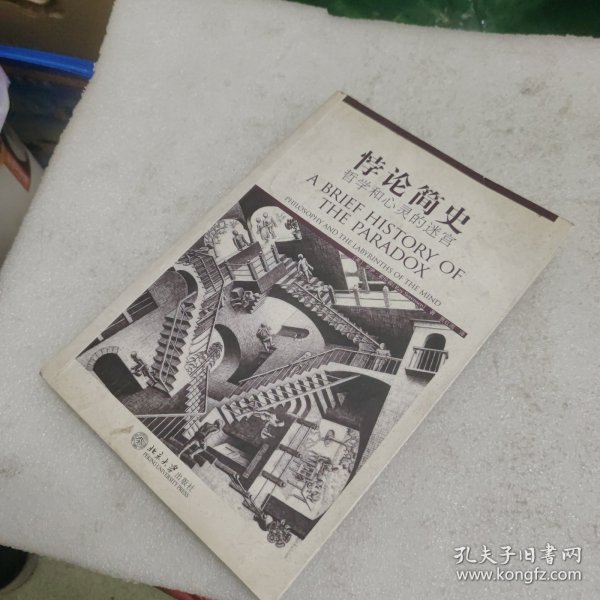 悖论简史
哲学和心灵的迷宫
A BRIEF HISTORY OF
THE PARADOX
PHILOSOPHY AND THE LABYRINTHS OF THE MIND
北京大学出版社
PEKING UNIVERSITY PRESS
孔夫子旧书网
www.kongfz.com